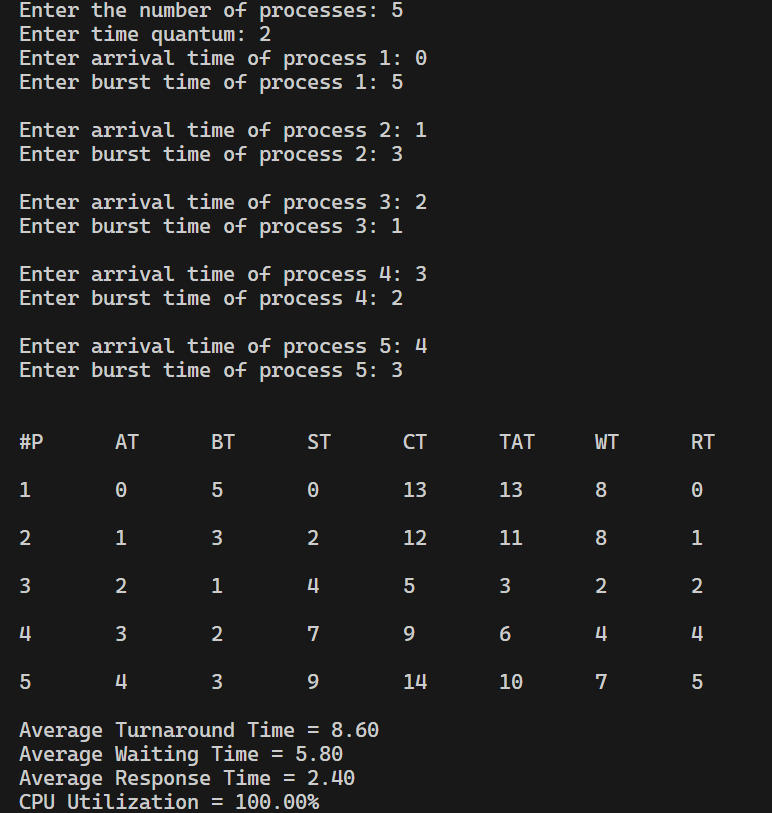 Enter the number of processes: 5
Enter time quantum: 2
Enter arrival time of process 1: 0
Enter burst time of process 1: 5
Enter arrival time of process 2: 1
Enter burst time of process 2: 3
Enter arrival time of process 3: 2
Enter burst time of process 3: 1
Enter arrival time of process 4: 3
Enter burst time of process 4: 2
Enter arrival time of process 5: 4
Enter burst time of process 5: 3
#P AT BT ST CT TAT WT RT
1 0 5 0 13 13 8 0
2 1 3 2 12 11 8 1
3 2 1 4 5 3 2 2
4 3 2 7 9 6 4 4
5 4 3 9 14 10 7 5
Average Turnaround Time = 8.60
Average Waiting Time = 5.80
Average Response Time = 2.40
CPU Utilization = 100.00%